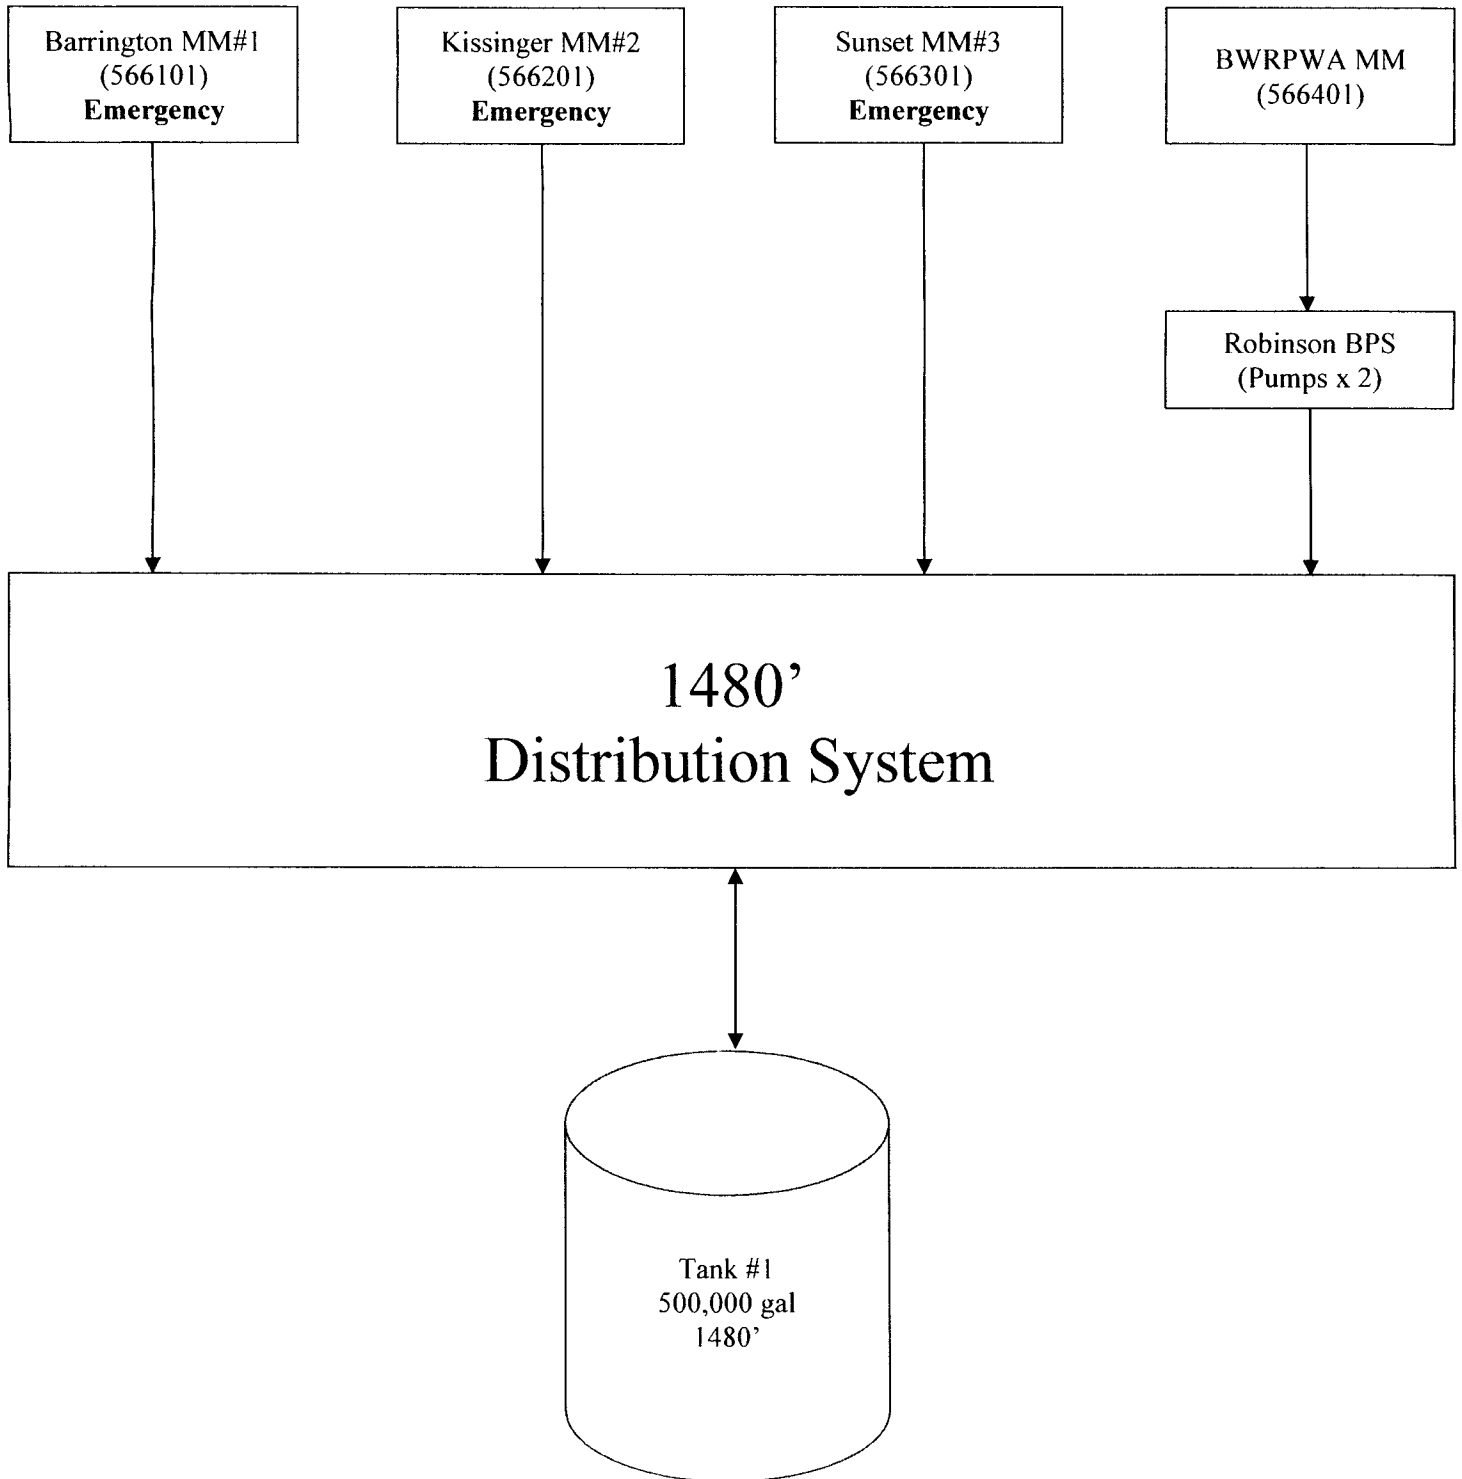 Barrington MM#1
(566101)
Emergency
Kissinger MM#2
(566201)
Emergency
Sunset MM#3
(566301)
Emergency
BWRPWA MM
(566401)
Robinson BPS
(Pumps x 2)
1480’
Distribution System
Tank #1
500,000 gal
1480’